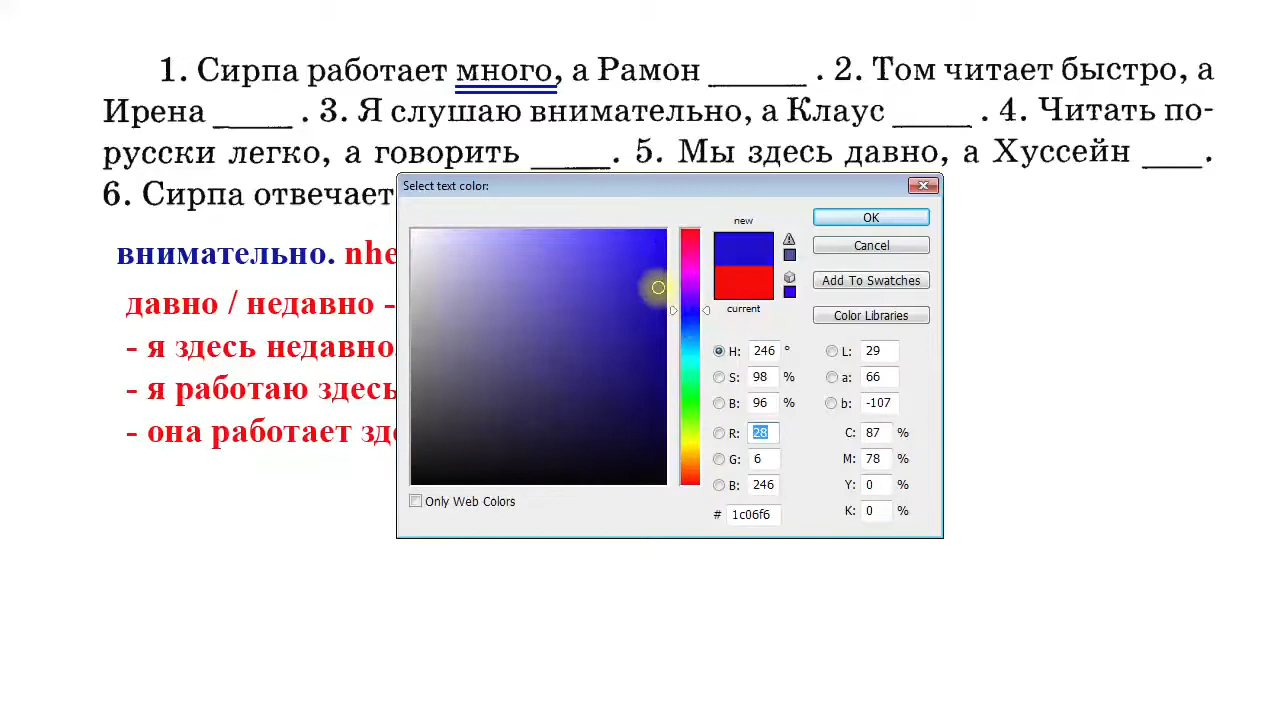 1. Сирпа работает много, а Рамон ______ . 2. Том читает быстро, а
Ирена _____ . 3. Я слушаю внимательно, а Клаус _____ . 4. Читать по-
русски легко, а говорить _____. 5. Мы здесь давно, а Хуссейн ____.
6. Сирпа отвечает
внимательно. nhe
давно / недавно -
- я здесь недавно.
- я работаю здесь
- она работает зде
Select text color:
new
current
OK
Cancel
Add To Swatches
Color Libraries
H: 246 °
S: 98 %
B: 96 %
R: 28
G: 6
B: 246
# 1c06f6
L: 29
a: 66
b: -107
C: 87 %
M: 78 %
Y: 0 %
K: 0 %
Only Web Colors